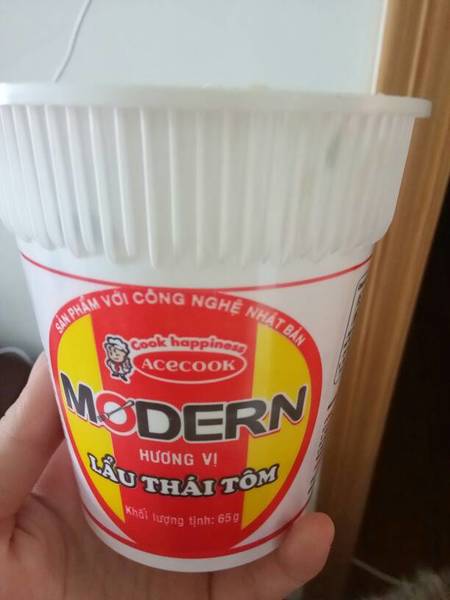 SẢN PHẨM VỚI CÔNG NGHỆ NHẬT BẢN
Cook happiness
ACECOOK
MODERN
HƯƠNG VỊ
LẨU THÁI TÔM
Khối lượng tịnh: 65g